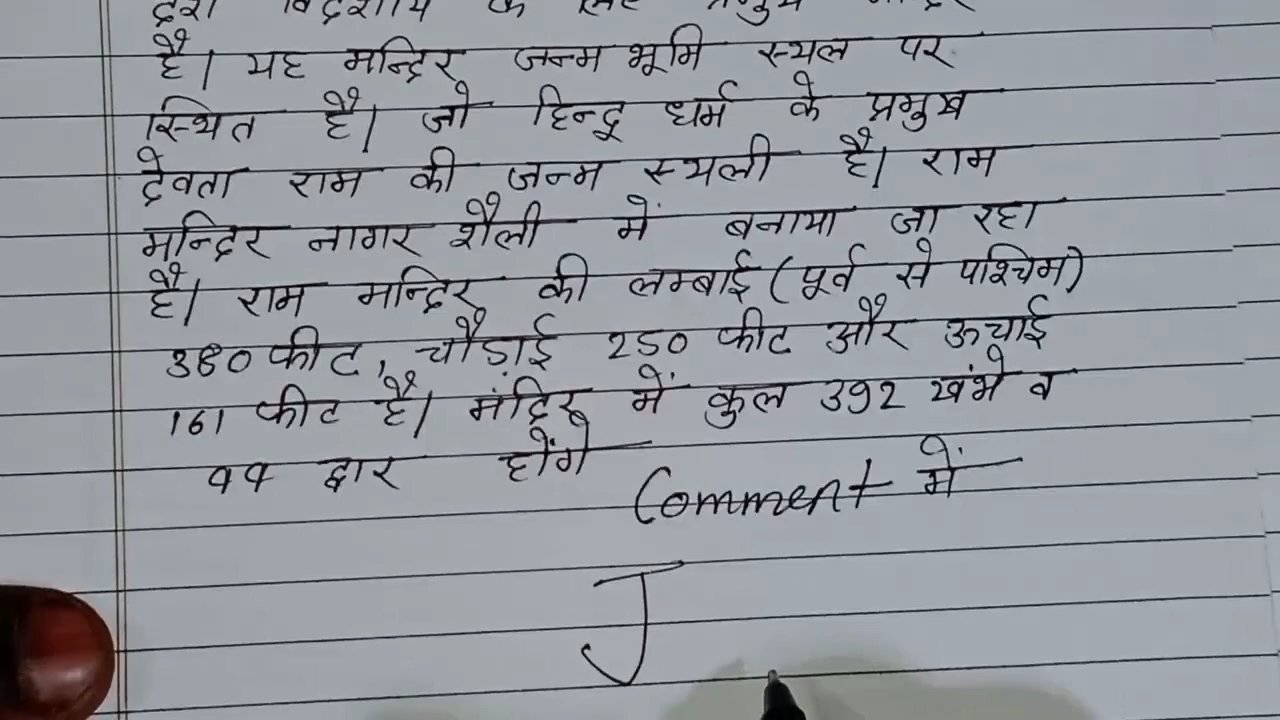 है। यह मन्दिर जन्म भूमि स्थल पर
स्थित है। जो हिन्दू धर्म के प्रमुख
देवता राम की जन्म स्थली है। राम
मन्दिर नागर शैली में बनाया जा रहा
है। राम मन्दिर की लम्बाई (पूर्व से पश्चिम)
380 फीट, चौड़ाई 250 फीट और ऊचाई
161 फीट है। मंदिर में कुल 392 खंभे व
44 द्वार होंगे
Comment में
J